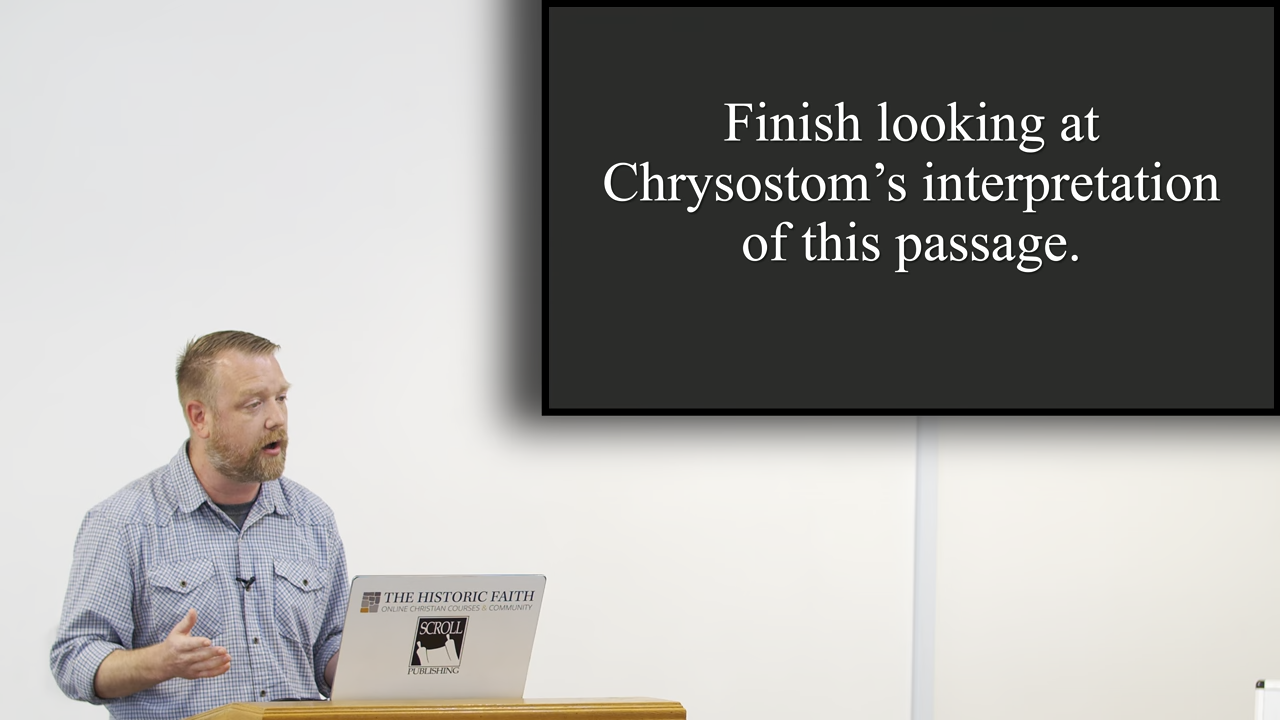 Finish looking at
Chrysostom’s interpretation
of this passage.
THE HISTORIC FAITH
ONLINE CHRISTIAN COURSES & COMMUNITY
SCROLL
PUBLISHING